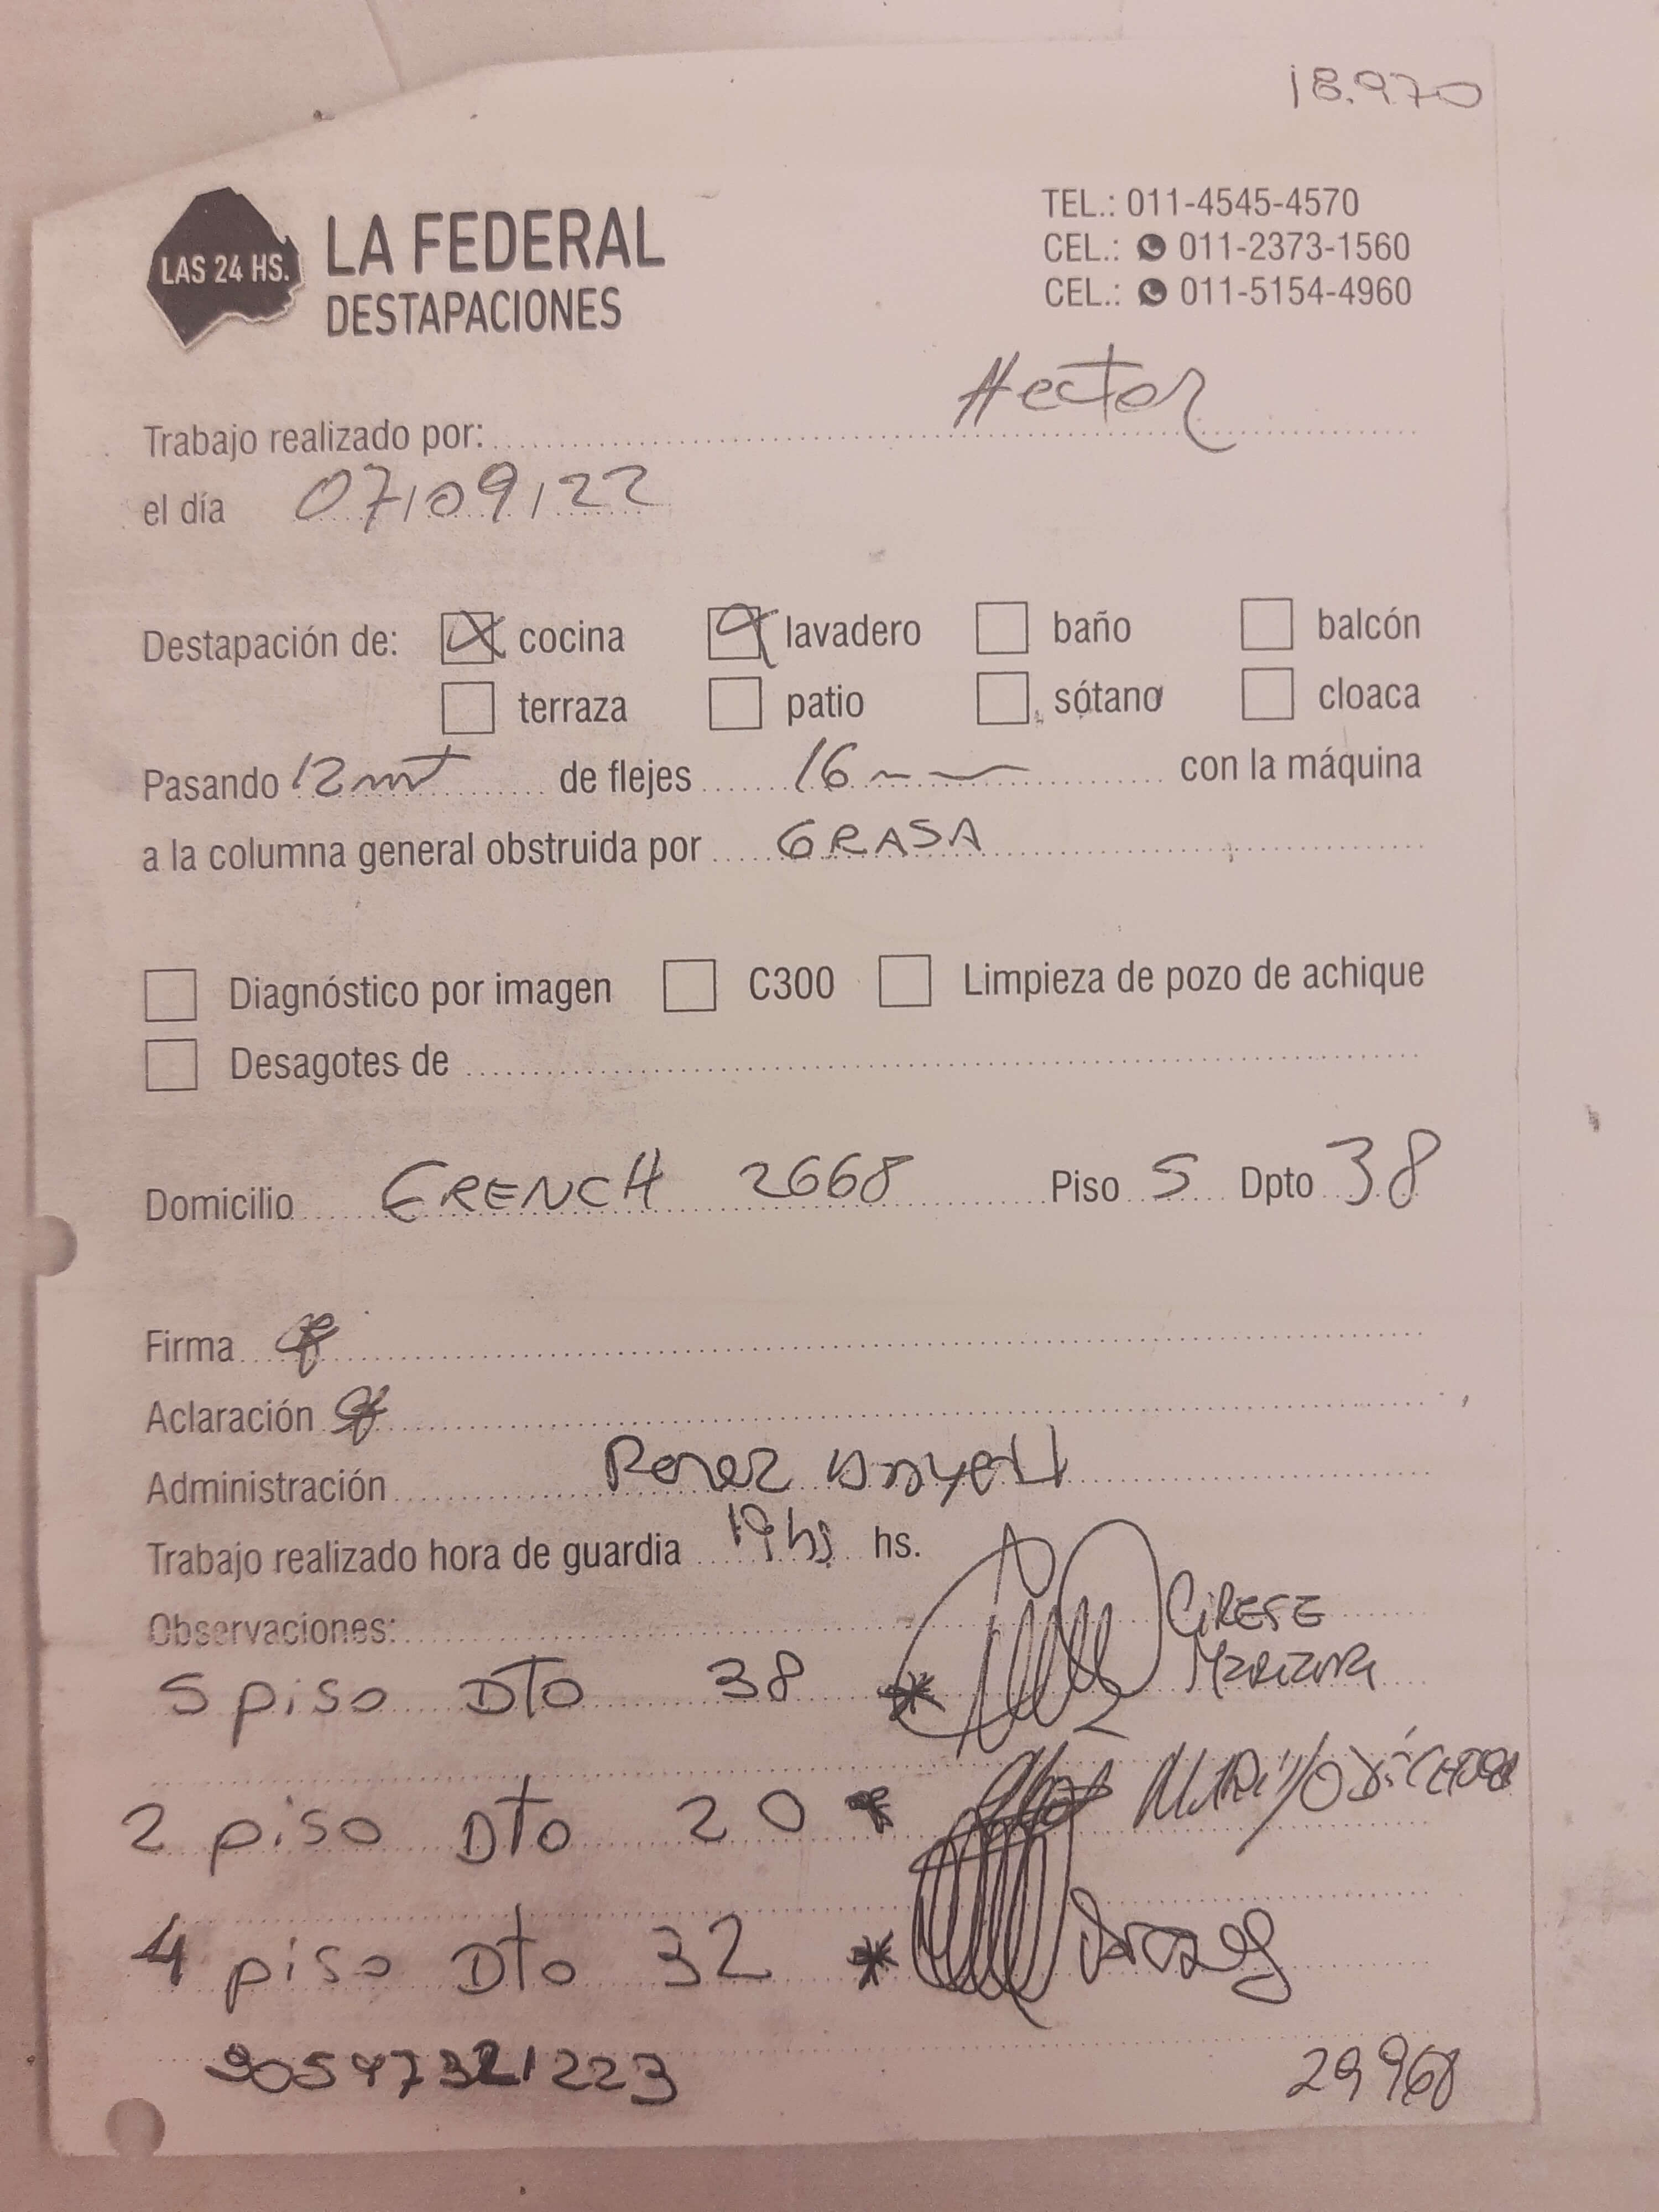 18.970
LAS 24 HS.
LA FEDERAL
DESTAPACIONES
TEL.: 011-4545-4570
CEL.: 011-2373-1560
CEL.: 011-5154-4960
Trabajo realizado por: Hector
el día 07/09/22
Destapación de: cocina lavadero baño balcón
terraza patio sótano cloaca
Pasando 12 mt de flejes 16 con la máquina
a la columna general obstruida por GRASA
Diagnóstico por imagen C300 Limpieza de pozo de achique
Desagotes de
Domicilio FRENCH 2668 Piso 5 Dpto 38
Firma
Aclaración
Administración Perez
Trabajo realizado hora de guardia 19 hs hs.
Observaciones:
CIRESE
5 piso Dto 38 *
2 piso Dto 20 *
4 piso Dto 32 *
29968